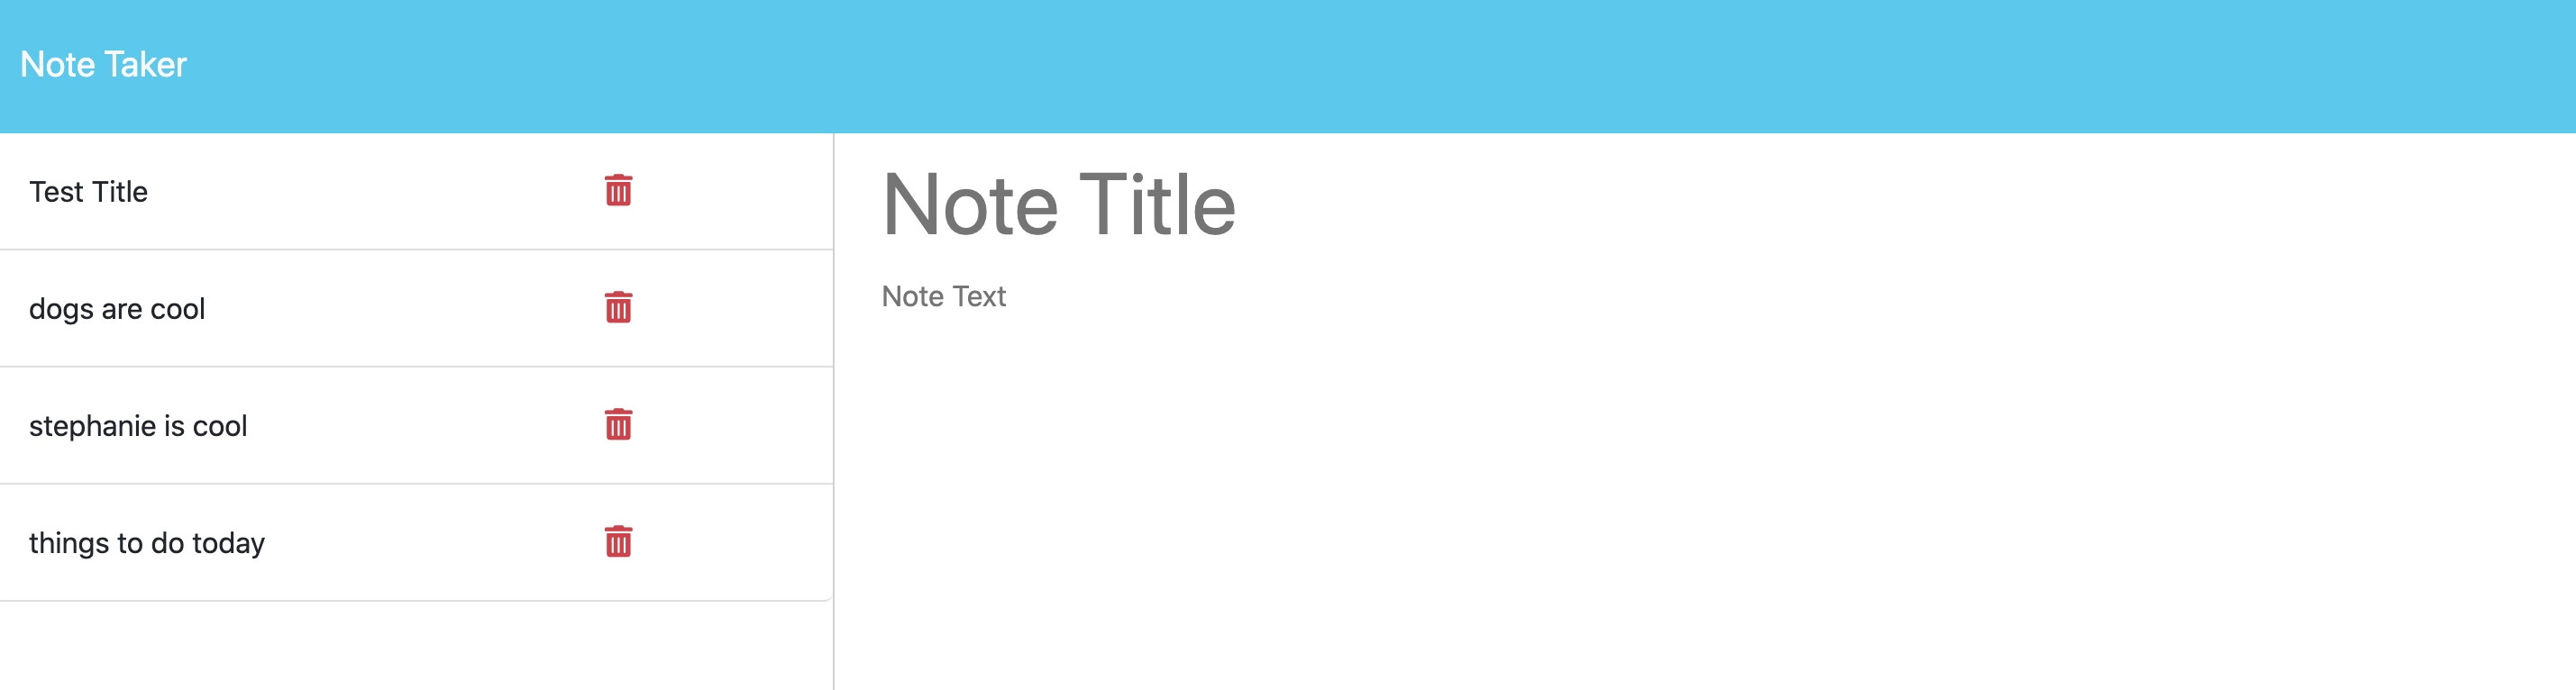 Note Taker
Test Title
dogs are cool
stephanie is cool
things to do today
Note Title
Note Text